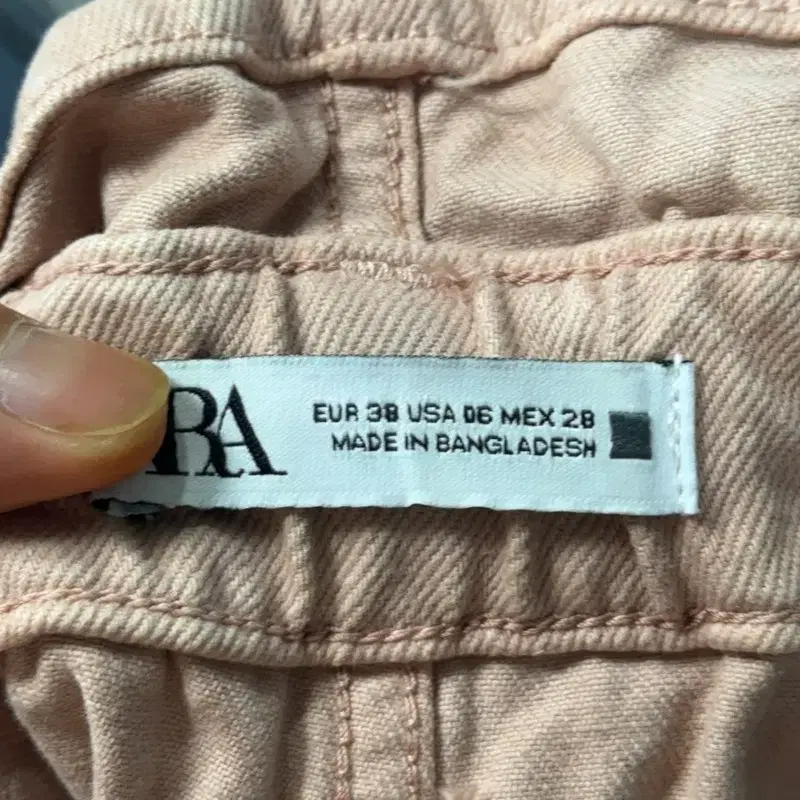 RA
EUR 38 USA 06 MEX 28
MADE IN BANGLADESH